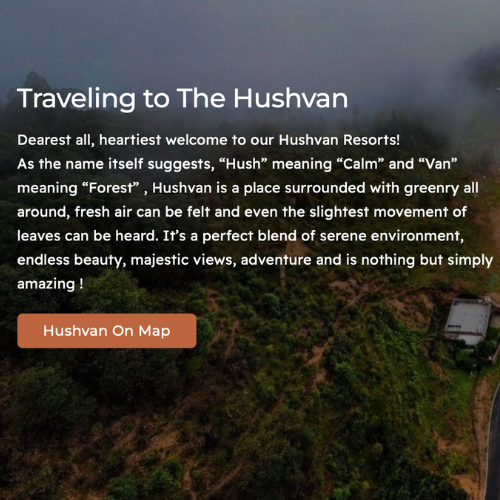 Traveling to The Hushvan
Dearest all, heartiest welcome to our Hushvan Resorts!
As the name itself suggests, “Hush” meaning “Calm” and “Van”
meaning “Forest” , Hushvan is a place surrounded with greenry all
around, fresh air can be felt and even the slightest movement of
leaves can be heard. It’s a perfect blend of serene environment,
endless beauty, majestic views, adventure and is nothing but simply
amazing !
Hushvan On Map